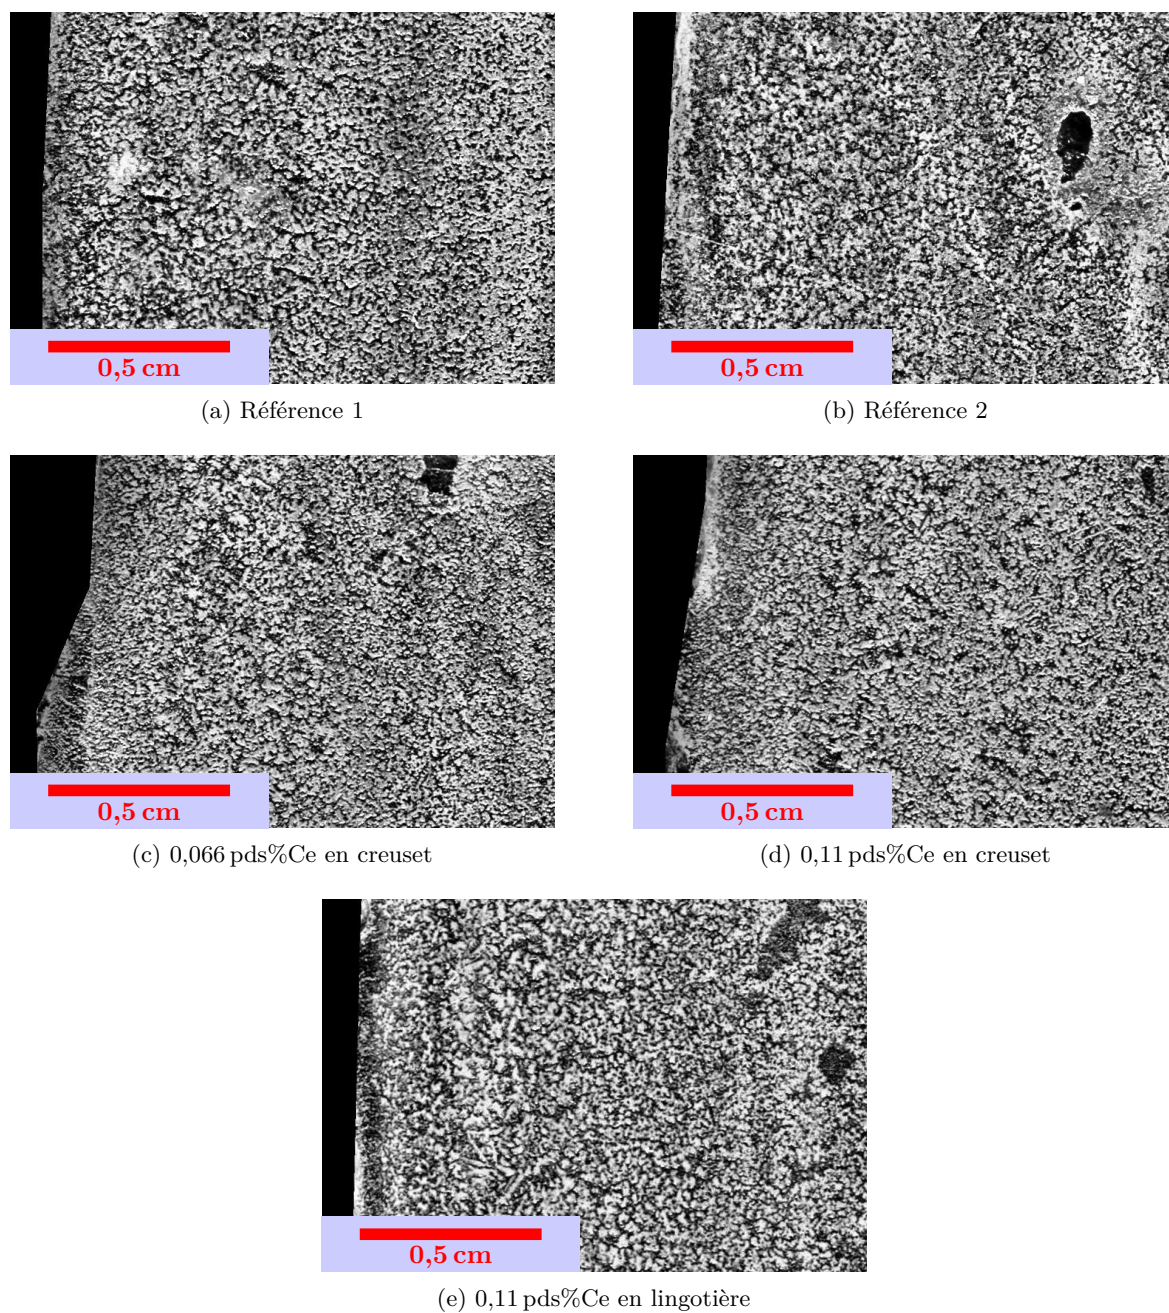 0,5 cm
0,5 cm
(a) Référence 1
(b) Référence 2
0,5 cm
0,5 cm
(c) 0,066 pds%Ce en creuset
(d) 0,11 pds%Ce en creuset
0,5 cm
(e) 0,11 pds%Ce en lingotière